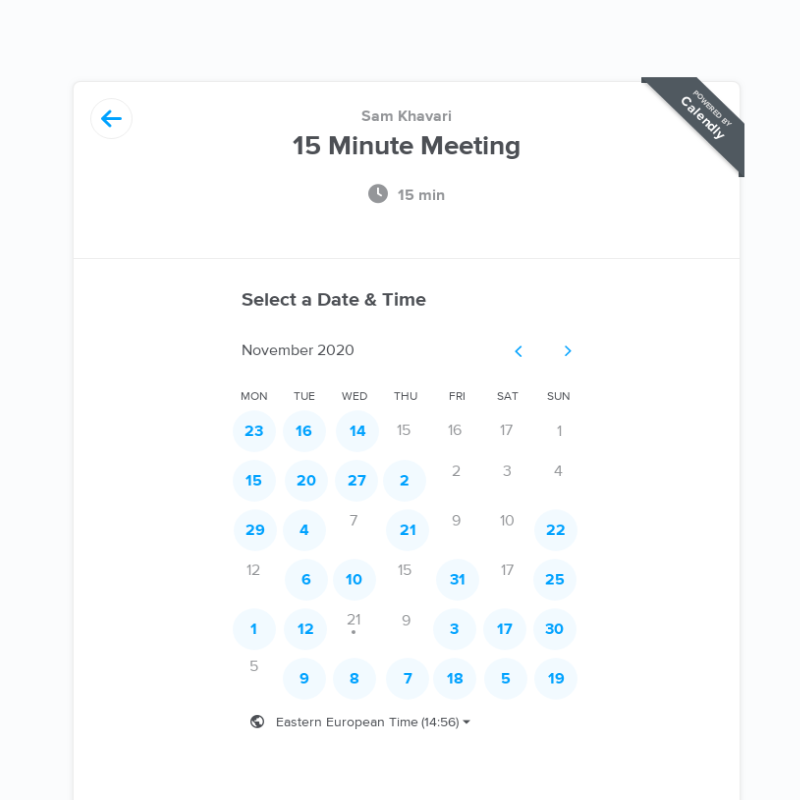 Sam Khavari
15 Minute Meeting
15 min
POWERED BY
Calendly
Select a Date & Time
November 2020
MON TUE WED THU FRI SAT SUN
23 16 14 15 16 17 1
15 20 27 2 2 3 4
29 4 7 21 9 10 22
12 6 10 15 31 17 25
1 12 21 9 3 17 30
5 9 8 7 18 5 19
Eastern European Time (14:56)